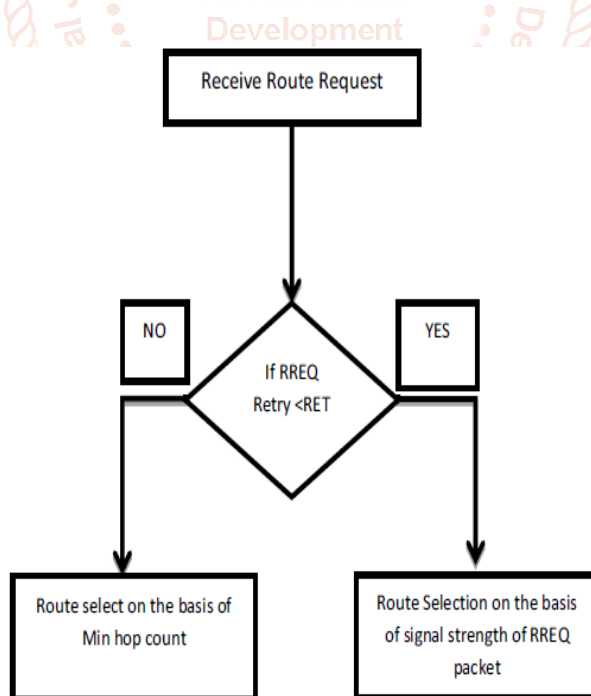 Development
Receive Route Request
NO
YES
If RREQ
Retry <RET
Route select on the basis of
Min hop count
Route Selection on the basis
of signal strength of RREQ
packet